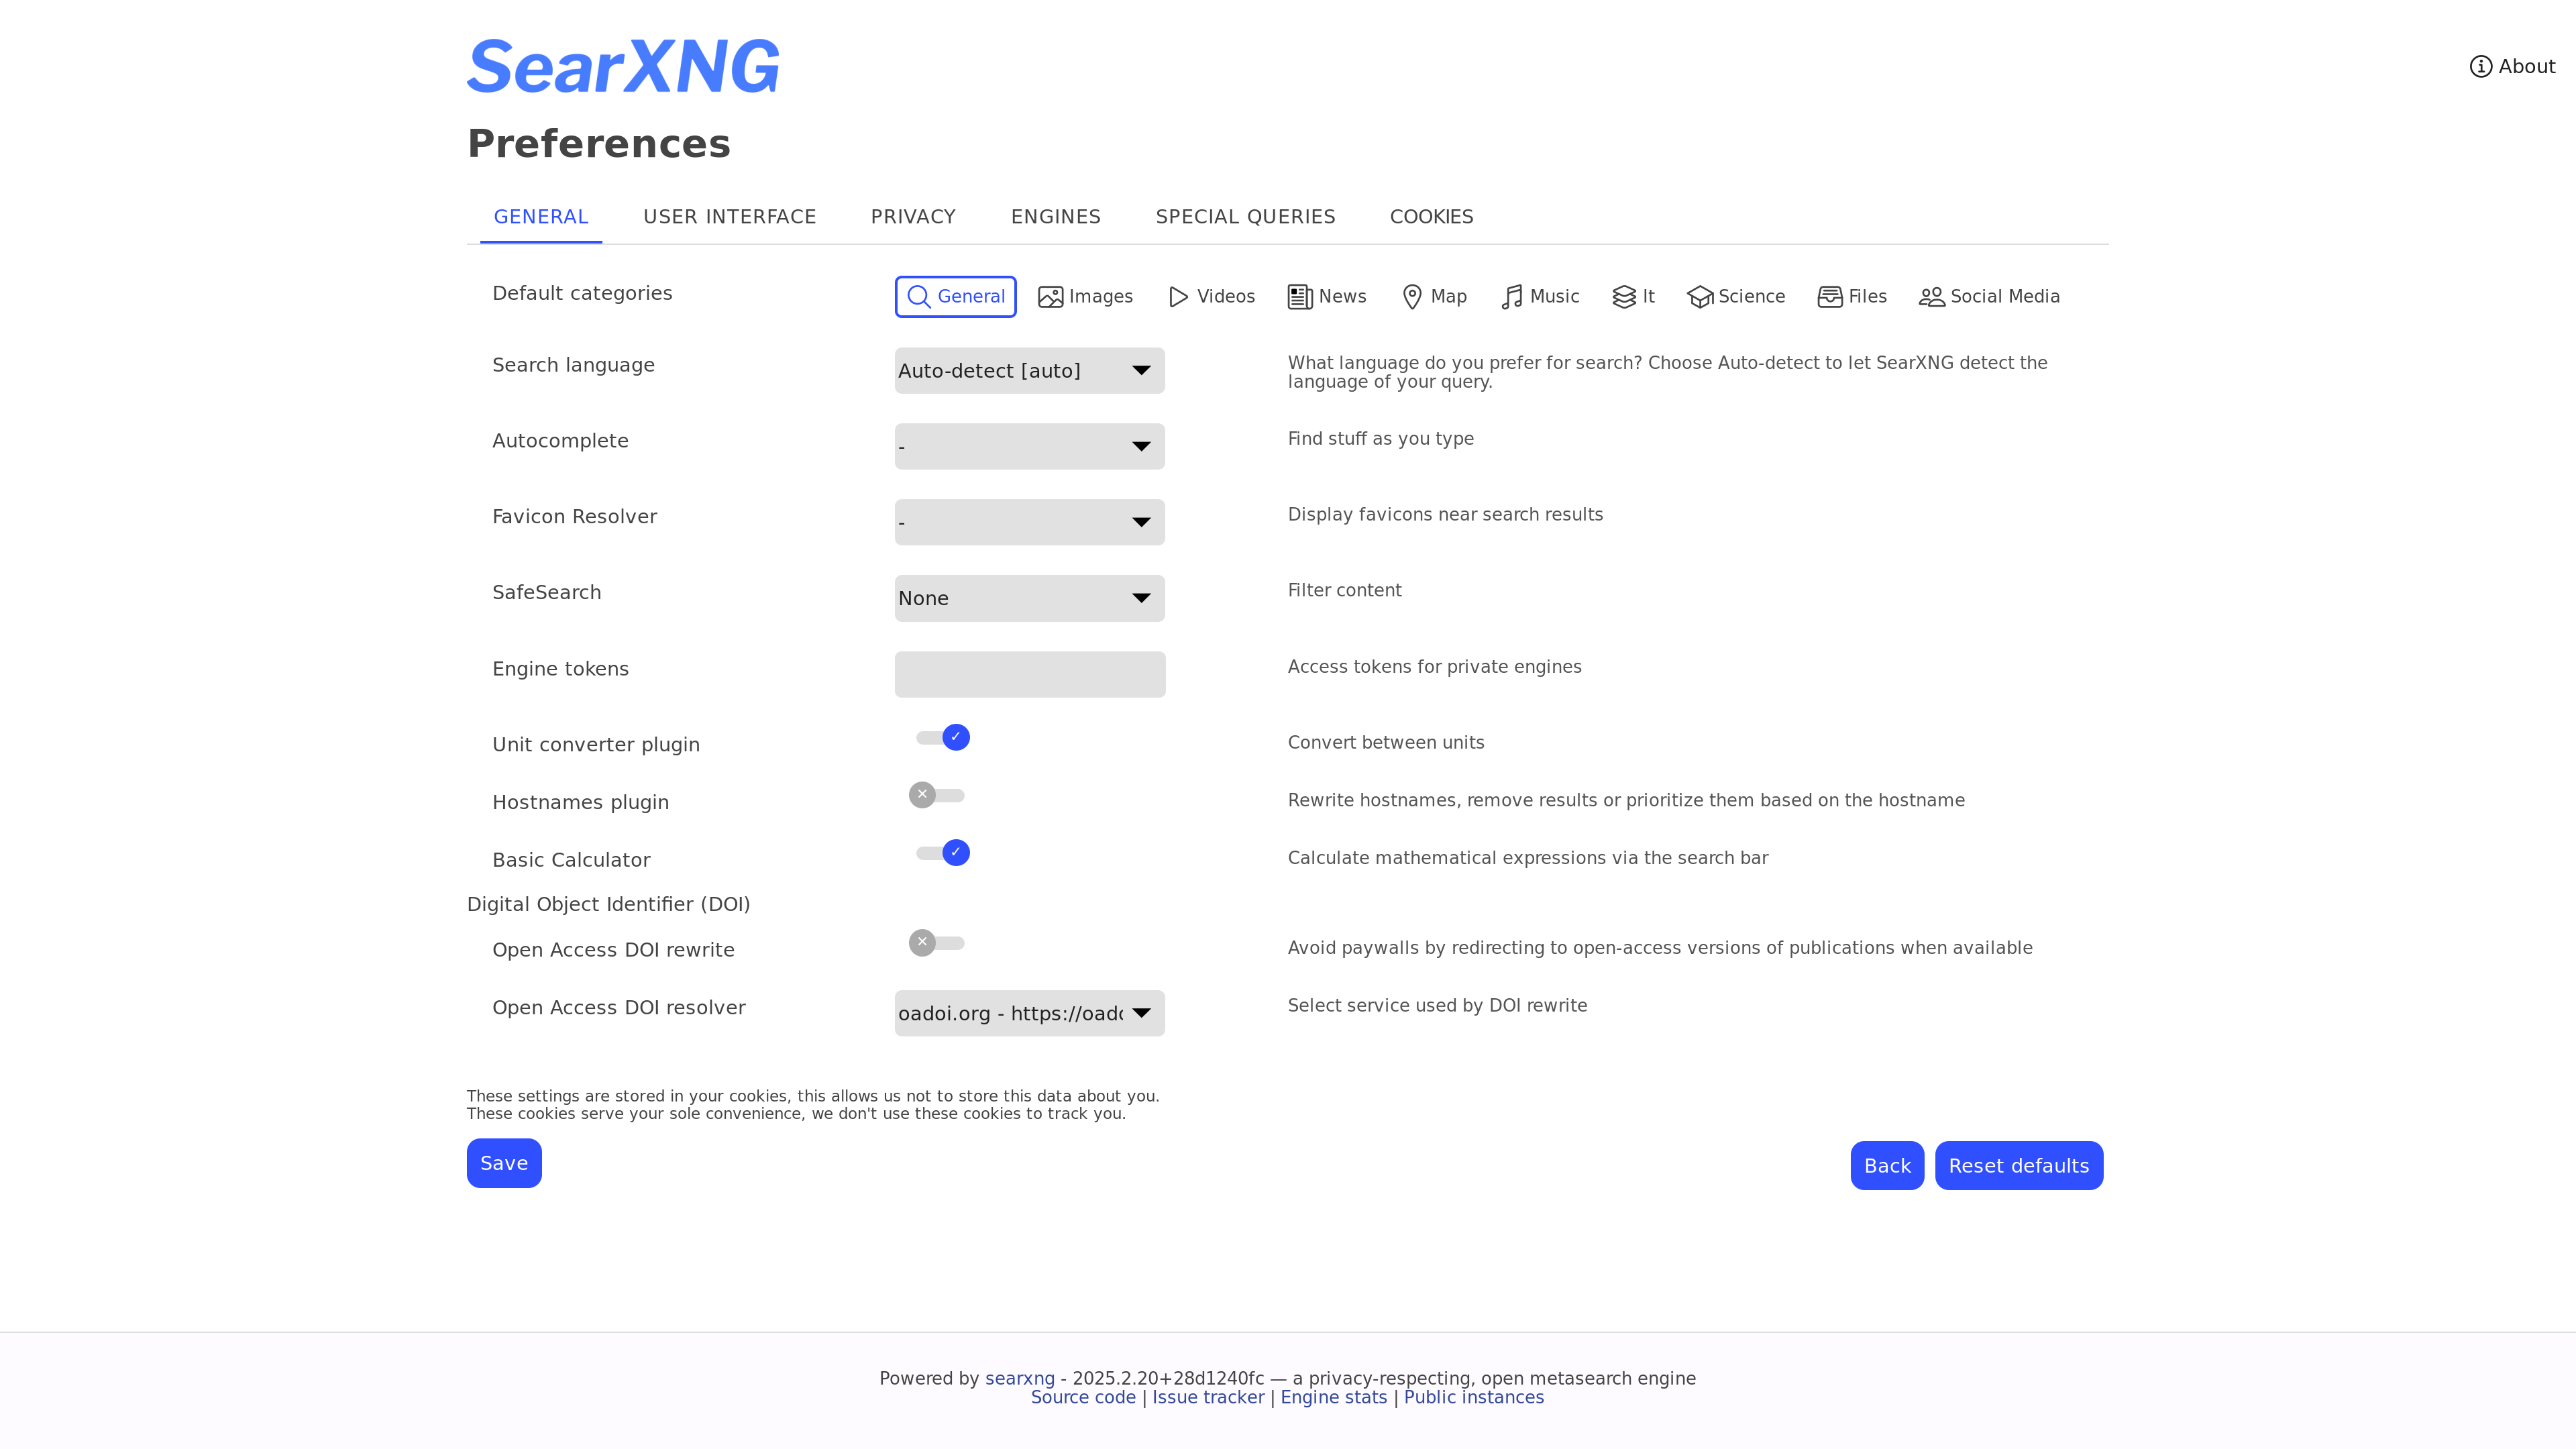 SearXNG
About
Preferences
GENERAL USER INTERFACE PRIVACY ENGINES SPECIAL QUERIES COOKIES
Default categories General Images Videos News Map Music It Science Files Social Media
Search language Auto-detect [auto] What language do you prefer for search? Choose Auto-detect to let SearXNG detect the
language of your query.
Autocomplete - Find stuff as you type
Favicon Resolver - Display favicons near search results
SafeSearch None Filter content
Engine tokens Access tokens for private engines
Unit converter plugin Convert between units
Hostnames plugin Rewrite hostnames, remove results or prioritize them based on the hostname
Basic Calculator Calculate mathematical expressions via the search bar
Digital Object Identifier (DOI)
Open Access DOI rewrite Avoid paywalls by redirecting to open-access versions of publications when available
Open Access DOI resolver oadoi.org - https://oado Select service used by DOI rewrite
These settings are stored in your cookies, this allows us not to store this data about you.
These cookies serve your sole convenience, we don't use these cookies to track you.
Save Back Reset defaults
Powered by searxng - 2025.2.20+28d1240fc — a privacy-respecting, open metasearch engine
Source code | Issue tracker | Engine stats | Public instances